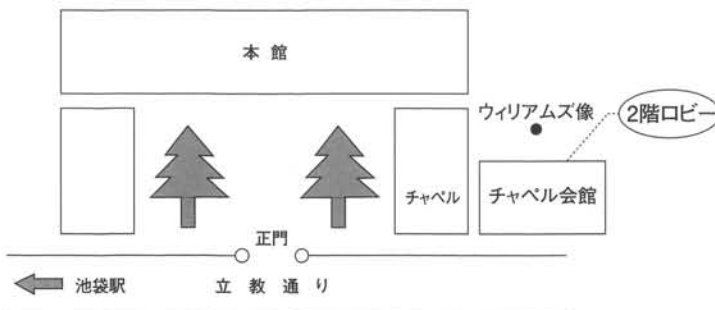 本館
ウィリアムズ像
2階ロビー
チャペル
チャペル会館
正門
池袋駅
立教通り